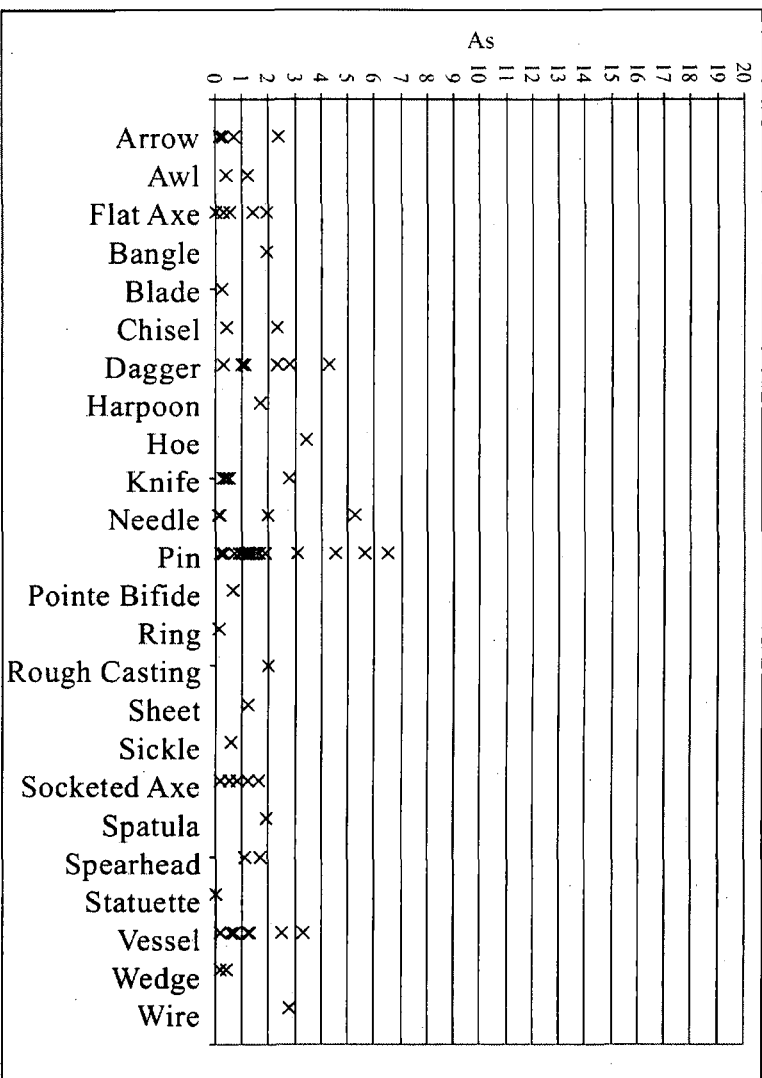 As
0 1 2 3 4 5 6 7 8 9 10 11 12 13 14 15 16 17 18 19 20
Arrow
Awl
Flat Axe
Bangle
Blade
Chisel
Dagger
Harpoon
Hoe
Knife
Needle
Pin
Pointe Bifide
Ring
Rough Casting
Sheet
Sickle
Socketed Axe
Spatula
Spearhead
Statuette
Vessel
Wedge
Wire